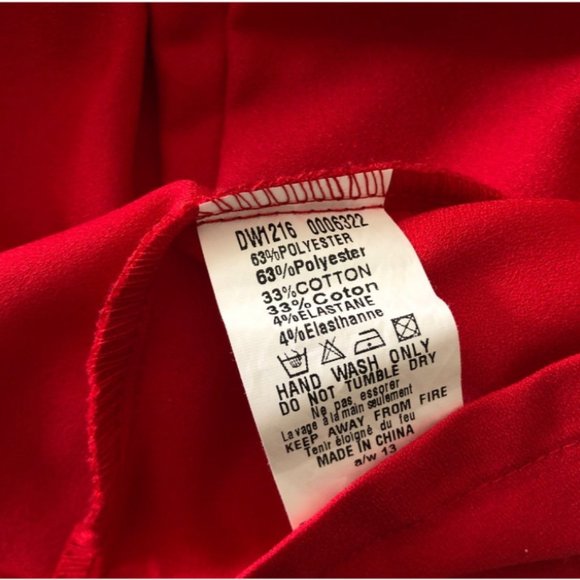 DW1216 0006322
63%POLYESTER
63%Polyester
33%COTTON
33%Coton
4%ELASTANE
4%Elasthanne
HAND WASH ONLY
DO NOT TUMBLE DRY
Ne pas essorer
Lavage à la main seulement
KEEP AWAY FROM FIRE
Tenir éloigné du feu
MADE IN CHINA
a/w 13